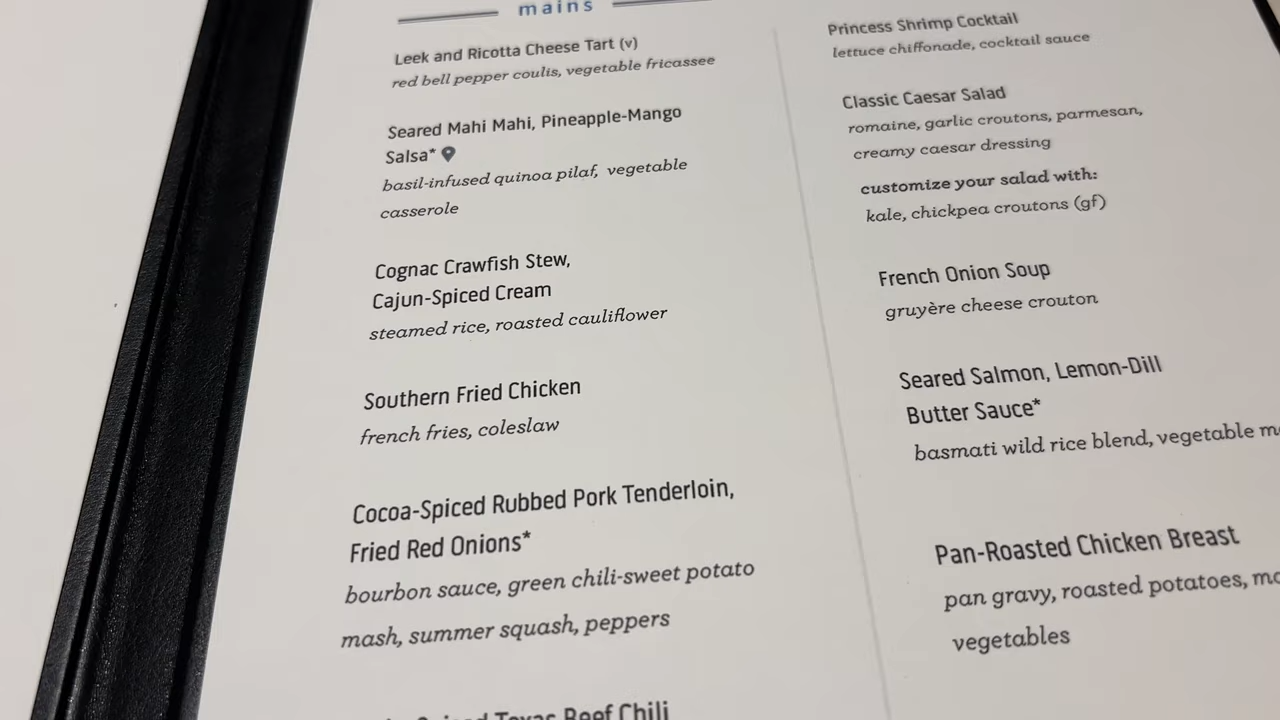 mains
Leek and Ricotta Cheese Tart (v)
red bell pepper coulis, vegetable fricassee
Seared Mahi Mahi, Pineapple-Mango
Salsa*
basil-infused quinoa pilaf, vegetable
casserole
Cognac Crawfish Stew,
Cajun-Spiced Cream
steamed rice, roasted cauliflower
Southern Fried Chicken
french fries, coleslaw
Cocoa-Spiced Rubbed Pork Tenderloin,
Fried Red Onions*
bourbon sauce, green chili-sweet potato
mash, summer squash, peppers
Texas Beef Chili
Princess Shrimp Cocktail
lettuce chiffonade, cocktail sauce
Classic Caesar Salad
romaine, garlic croutons, parmesan,
creamy caesar dressing
customize your salad with:
kale, chickpea croutons (gf)
French Onion Soup
gruyère cheese crouton
Seared Salmon, Lemon-Dill
Butter Sauce*
basmati wild rice blend, vegetable
Pan-Roasted Chicken Breast
pan gravy, roasted potatoes,
vegetables